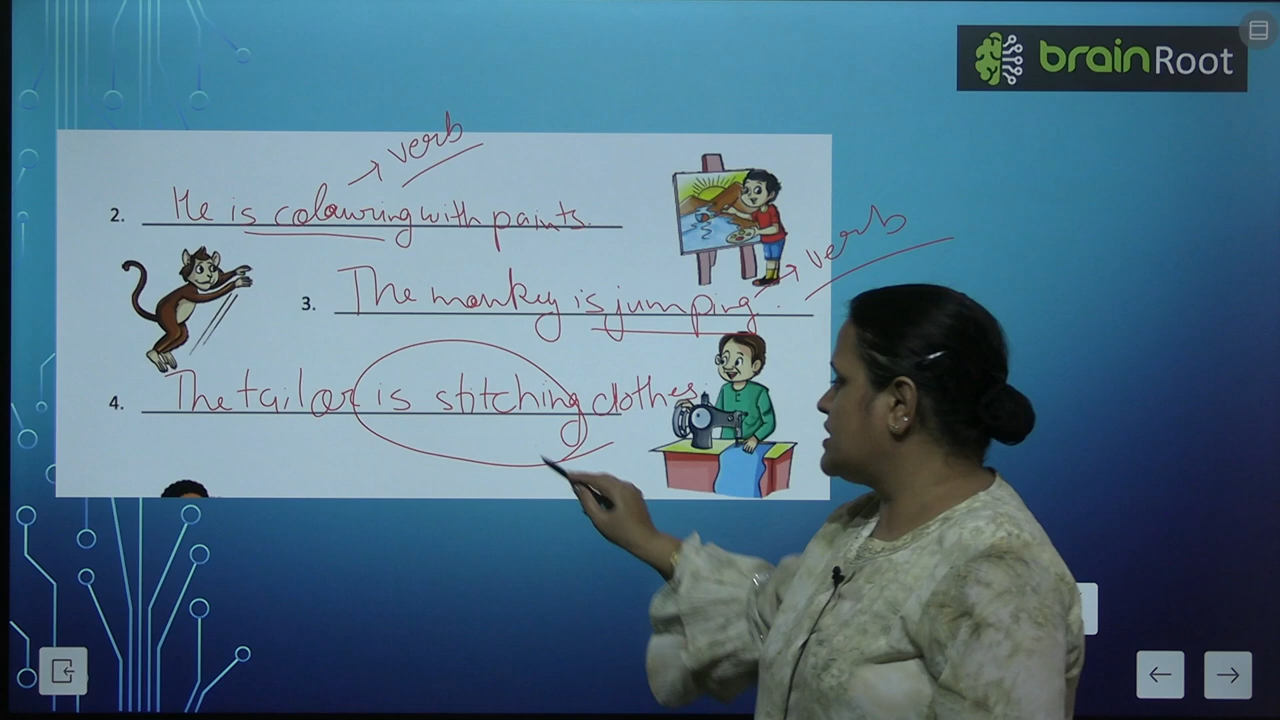 brainRoot
verb
2. He is colouring with paints.
verb
3. The monkey is jumping.
4. The tailor is stitching clothes.